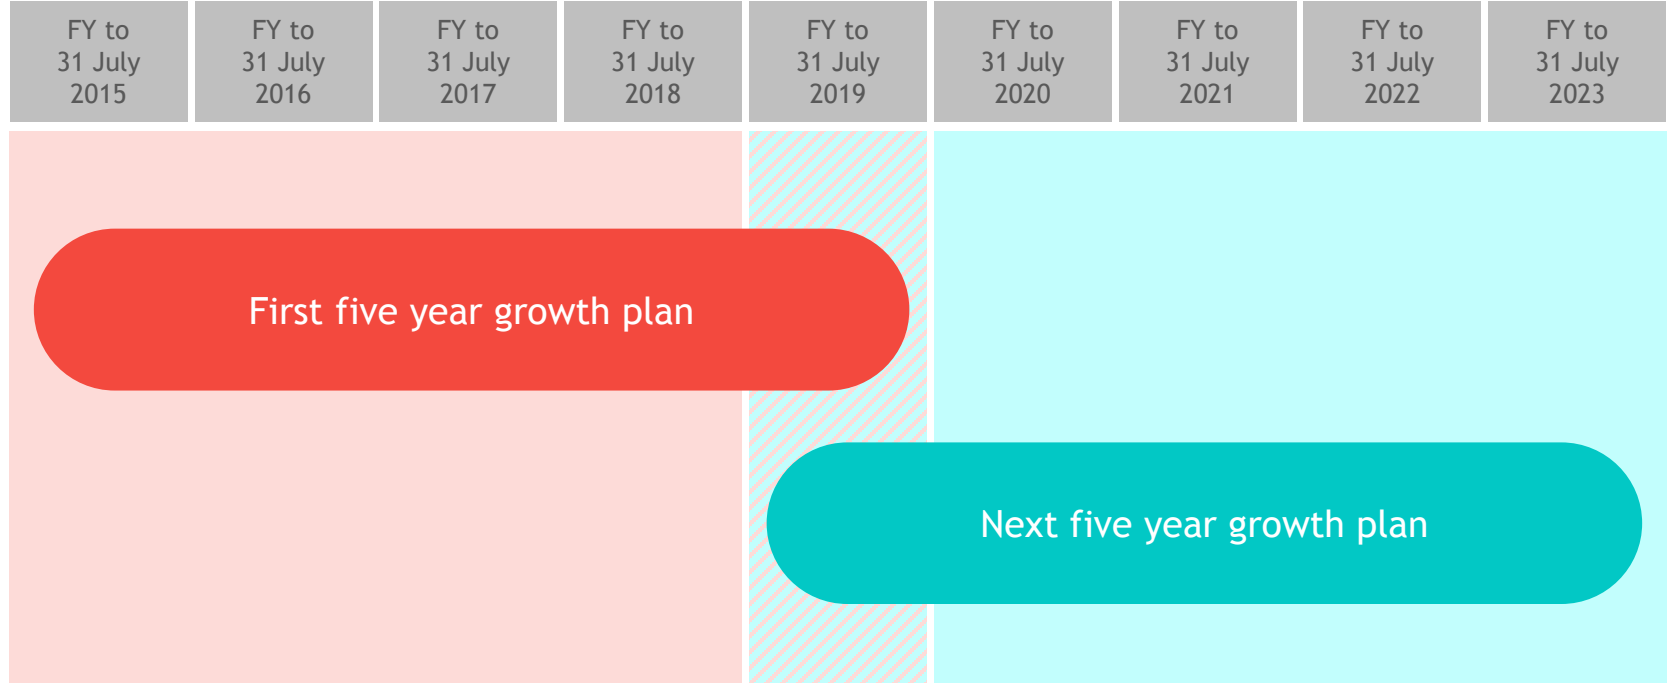 FY to
31 July
2015
FY to
31 July
2016
FY to
31 July
2017
FY to
31 July
2018
FY to
31 July
2019
FY to
31 July
2020
FY to
31 July
2021
FY to
31 July
2022
FY to
31 July
2023
First five year growth plan
Next five year growth plan